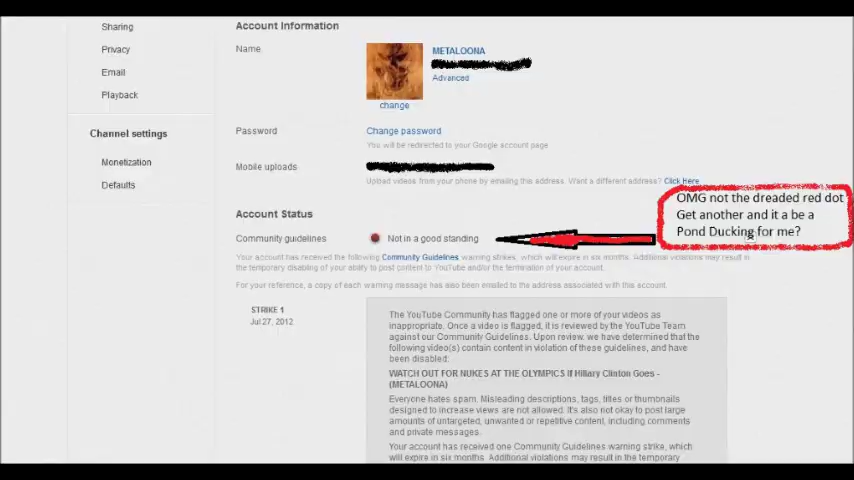 Sharing
Privacy
Email
Playback
Channel settings
Monetization
Defaults
Account Information
Name
METALOONA
Advanced
change
Password
Change password
You will be redirected to your Google account page
Mobile uploads
Upload videos from your phone by emailing this address. Want a different address? Click Here
Account Status
Community guidelines
Not in a good standing
OMG not the dreaded red dot
Get another and it a be a
Pond Ducking for me?
Your account has received the following Community Guidelines warning strikes, which will expire in six months. Additional violations may result in
the temporary disabling of your ability to post content to YouTube and/or the termination of your account.
For your reference, a copy of each warning message has also been emailed to the address associated with this account.
STRIKE 1
Jul 27, 2012
The YouTube Community has flagged one or more of your videos as
inappropriate. Once a video is flagged, it is reviewed by the YouTube Team
against our Community Guidelines. Upon review, we have determined that the
following video(s) contain content in violation of these guidelines, and have
been disabled:
WATCH OUT FOR NUKES AT THE OLYMPICS If Hillary Clinton Goes -
(METALOONA)
Everyone hates spam. Misleading descriptions, tags, titles or thumbnails
designed to increase views are not allowed. It's also not okay to post large
amounts of untargeted, unwanted or repetitive content, including comments
and private messages.
Your account has received one Community Guidelines warning strike, which
will expire in six months. Additional violations may result in the temporary